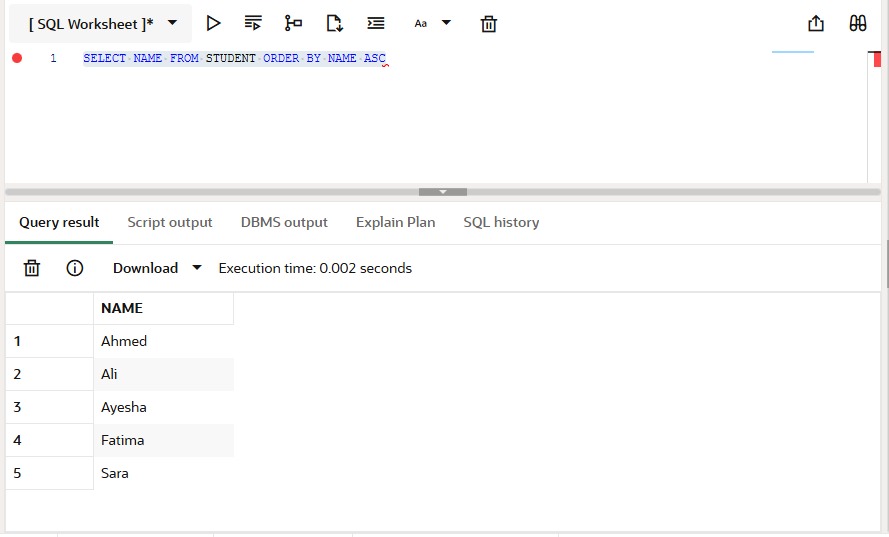 [ SQL Worksheet ]* Aa
1 SELECT NAME FROM STUDENT ORDER BY NAME ASC
Query result Script output DBMS output Explain Plan SQL history
Download Execution time: 0.002 seconds
NAME
1 Ahmed
2 Ali
3 Ayesha
4 Fatima
5 Sara